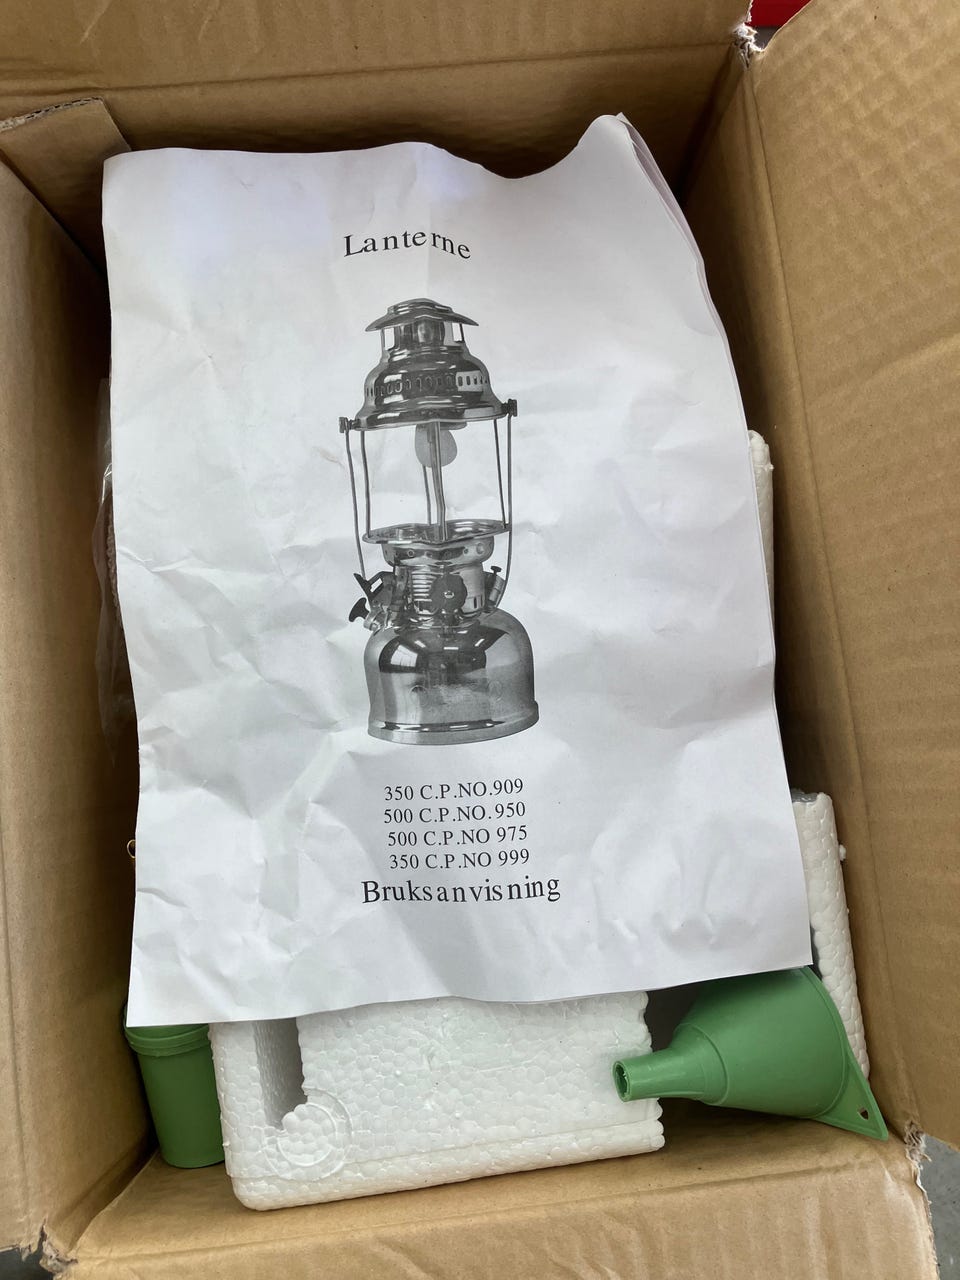 Lanterne
350 C.P.NO.909
500 C.P.NO.950
500 C.P.NO 975
350 C.P.NO 999
Bruksanvisning